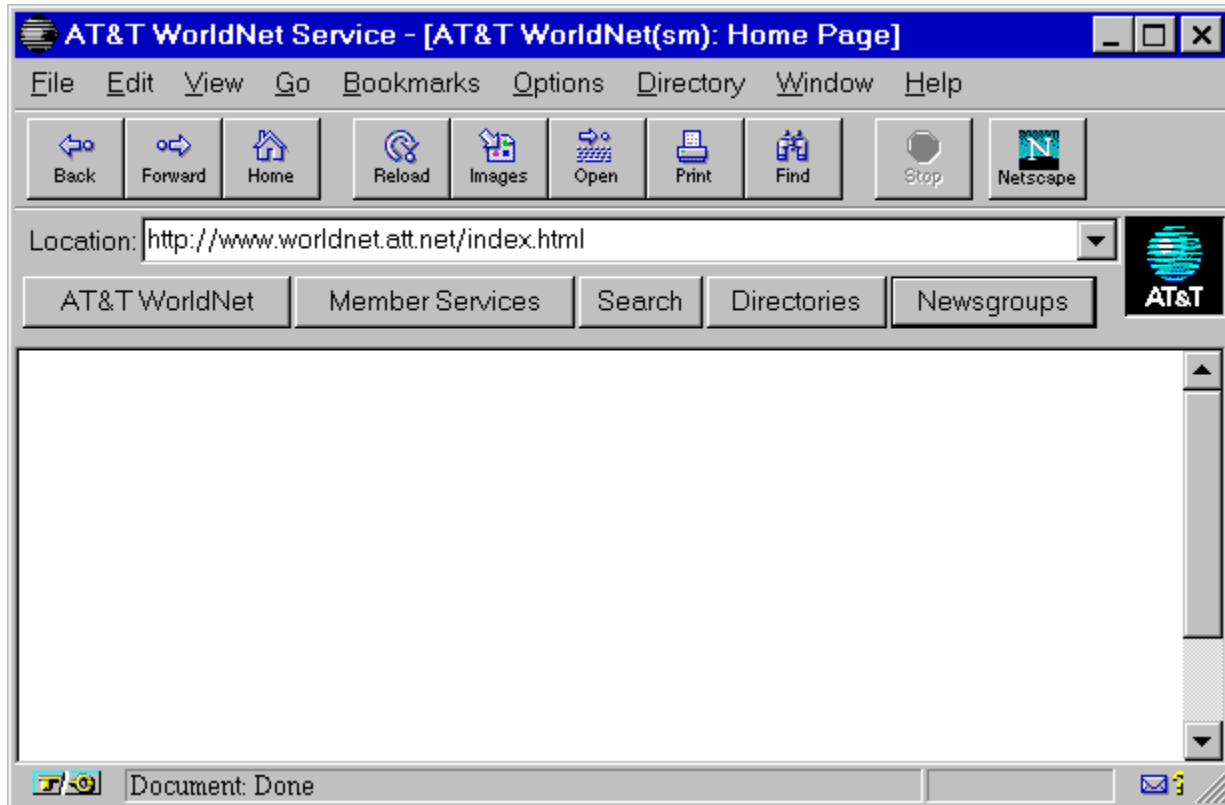 AT&T WorldNet Service - [AT&T WorldNet(sm): Home Page]
File Edit View Go Bookmarks Options Directory Window Help
Back Forward Home Reload Images Open Print Find Stop N Netscape
Location: http://www.worldnet.att.net/index.html
AT&T WorldNet Member Services Search Directories Newsgroups AT&T
Document: Done